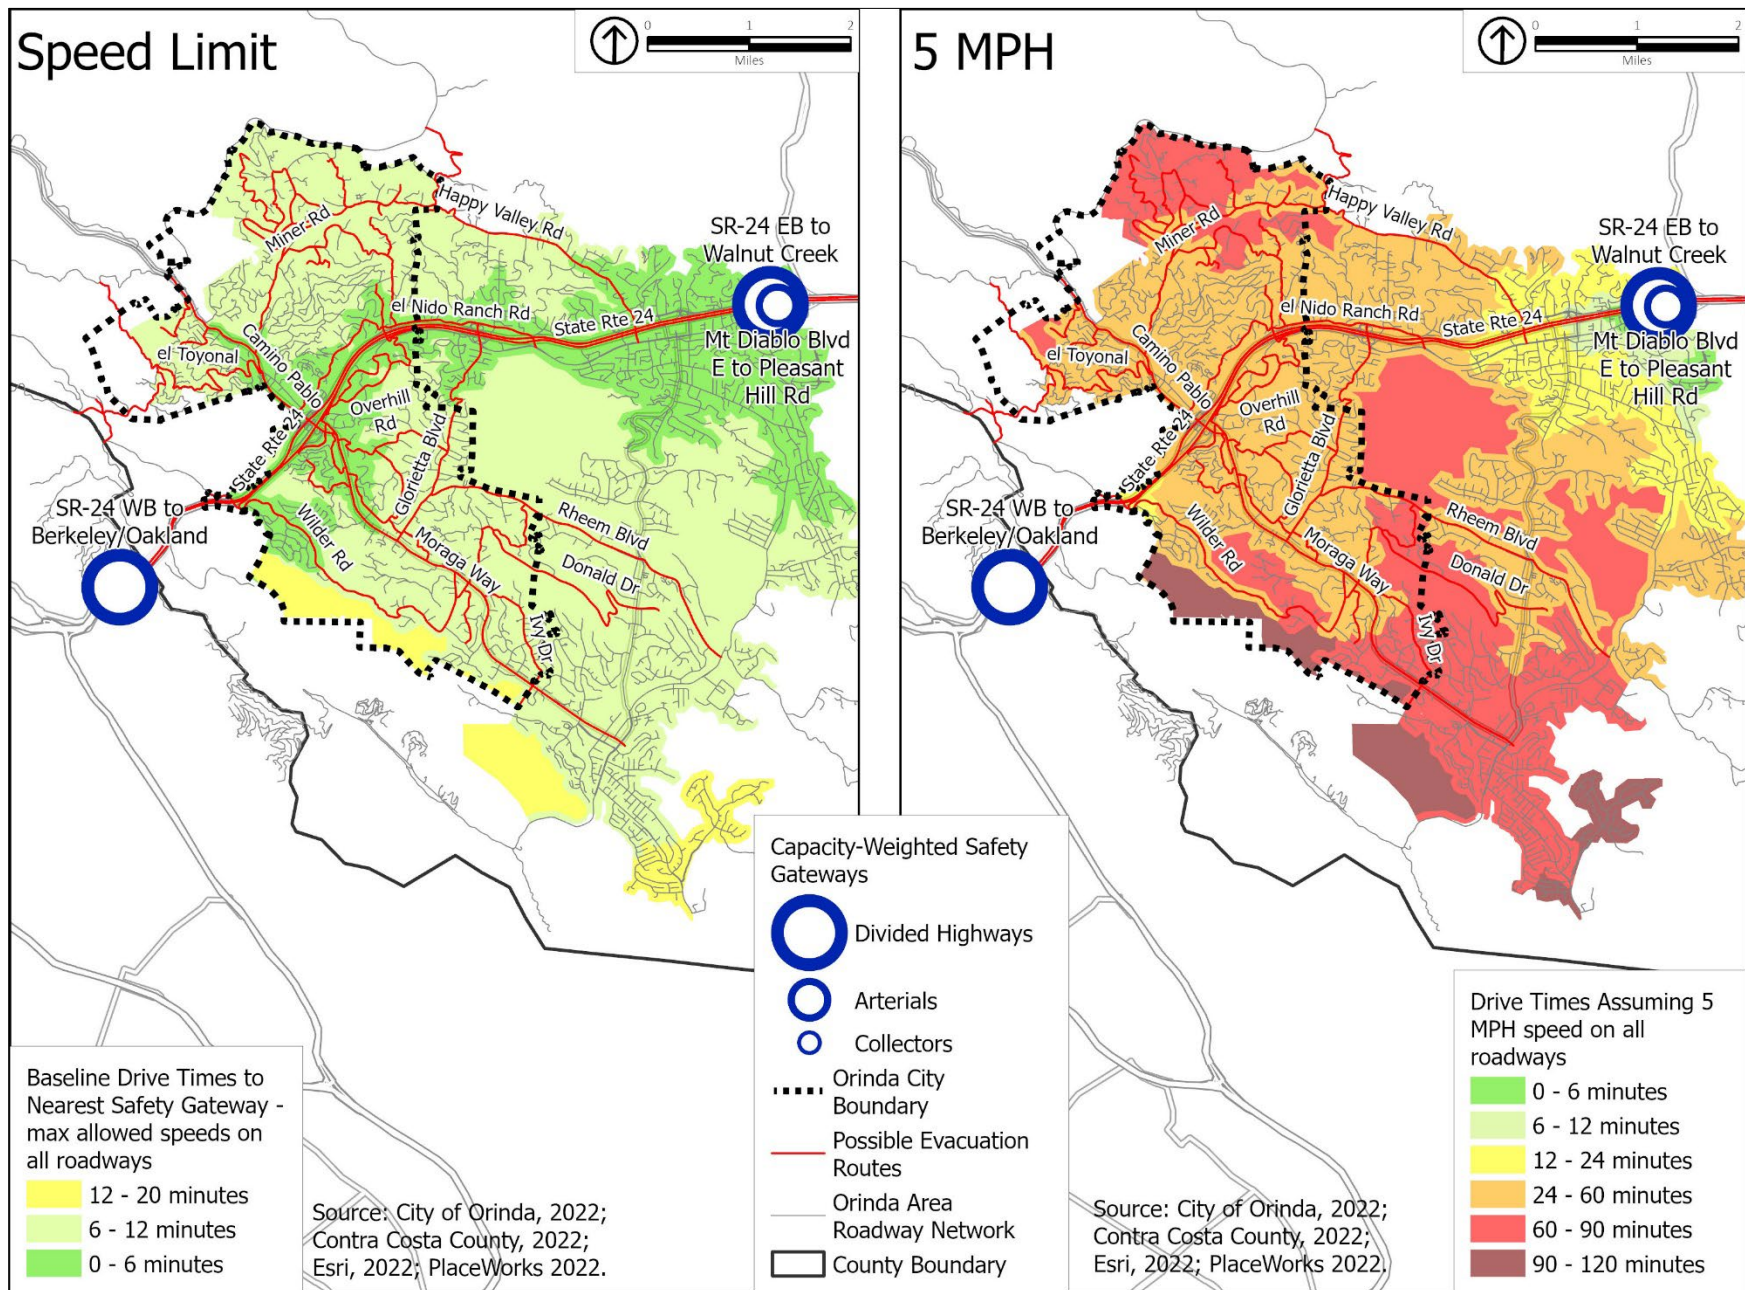 Speed Limit
0
1
2
Miles
Happy Valley Rd
Miner Rd
SR-24 EB to
Walnut Creek
el Nido Ranch Rd
State Rte 24
Camino Pablo
el Toyonal
Mt Diablo Blvd
E to Pleasant
Hill Rd
Overhill
Rd
State Rte 24
Glorietta Blvd
SR-24 WB to
Berkeley/Oakland
Wilder Rd
Moraga Way
Rheem Blvd
Donald Dr
Ivy Dr
Baseline Drive Times to
Nearest Safety Gateway -
max allowed speeds on
all roadways
12 - 20 minutes
6 - 12 minutes
0 - 6 minutes
Source: City of Orinda, 2022;
Contra Costa County, 2022;
Esri, 2022; PlaceWorks 2022.
Capacity-Weighted Safety
Gateways
Divided Highways
Arterials
Collectors
Orinda City
Boundary
Possible Evacuation
Routes
Orinda Area
Roadway Network
County Boundary
5 MPH
0
1
2
Miles
Happy Valley Rd
Miner Rd
SR-24 EB to
Walnut Creek
el Nido Ranch Rd
State Rte 24
Camino Pablo
el Toyonal
Mt Diablo Blvd
E to Pleasant
Hill Rd
Overhill
Rd
State Rte 24
Glorietta Blvd
SR-24 WB to
Berkeley/Oakland
Wilder Rd
Moraga Way
Rheem Blvd
Donald Dr
Ivy Dr
Source: City of Orinda, 2022;
Contra Costa County, 2022;
Esri, 2022; PlaceWorks 2022.
Drive Times Assuming 5
MPH speed on all
roadways
0 - 6 minutes
6 - 12 minutes
12 - 24 minutes
24 - 60 minutes
60 - 90 minutes
90 - 120 minutes